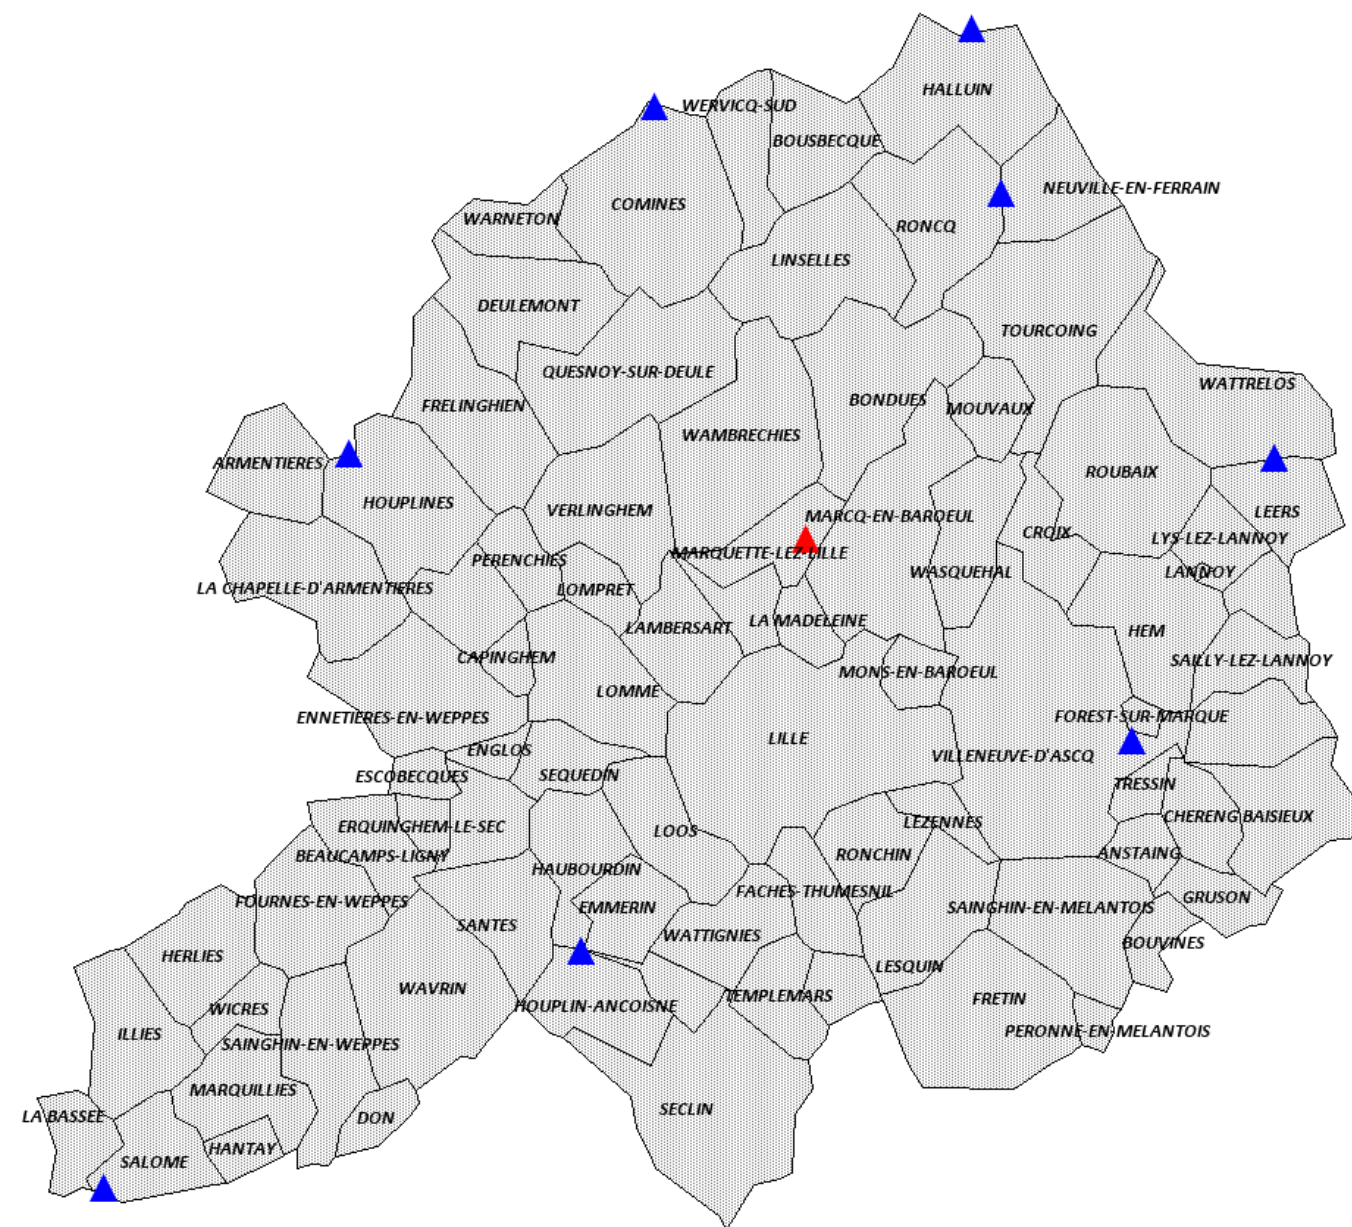 HALLUIN
WERVICQ-SUD
BOUSBECQUE
NEUVILLE-EN-FERRAIN
COMINES
WARNETON
RONCQ
LINSELLES
DEULEMONT
TOURCOING
QUESNOY-SUR-DEULE
WATTRELOS
BONDUES
FRELINGHIEN
MOUVAUX
WAMBRECHIES
ARMENTIERES
ROUBAIX
HOUPLINES
VERLINGHEM
LEERS
MARCQ-EN-BAROEUL
CROIX
LYS-LEZ-LANNOY
MARQUETTE-LEZ-LILLE
PERENCHIES
WASQUEHAL
LANNOY
LA CHAPELLE-D'ARMENTIERES
LOMPRET
LA MADELEINE
LAMBERSART
HEM
CAPINGHEM
SAILLY-LEZ-LANNOY
MONS-EN-BAROEUL
LOMME
ENNETIERES-EN-WEPPES
FOREST-SUR-MARQUE
LILLE
ENGLOS
VILLENEUVE-D'ASCQ
ESCOBECQUES
SEQUEDIN
TRESSIN
CHERENG
BAISIEUX
LEZENNES
ERQUINGHEM-LE-SEC
LOOS
ANSTAING
RONCHIN
BEAUCAMPS-LIGNY
HAUBOURDIN
FACHES-THUMESNIL
GRUSON
FOURNES-EN-WEPPES
EMMERIN
SAINGHIN-EN-MELANTOIS
SANTES
WATTIGNIES
BOUVINES
HERLIES
LESQUIN
WAVRIN
TEMPLEMARS
FRETIN
HOUPLIN-ANCOISNE
WICRES
PERONNE-EN-MELANTOIS
ILLIES
SAINGHIN-EN-WEPPES
MARQUILLIES
SECLIN
LA BASSEE
DON
HANTAY
SALOME